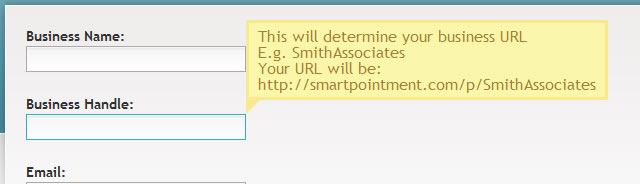 Business Name:
This will determine your business URL
E.g. SmithAssociates
Your URL will be:
http://smartpointment.com/p/SmithAssociates
Business Handle:
Email: